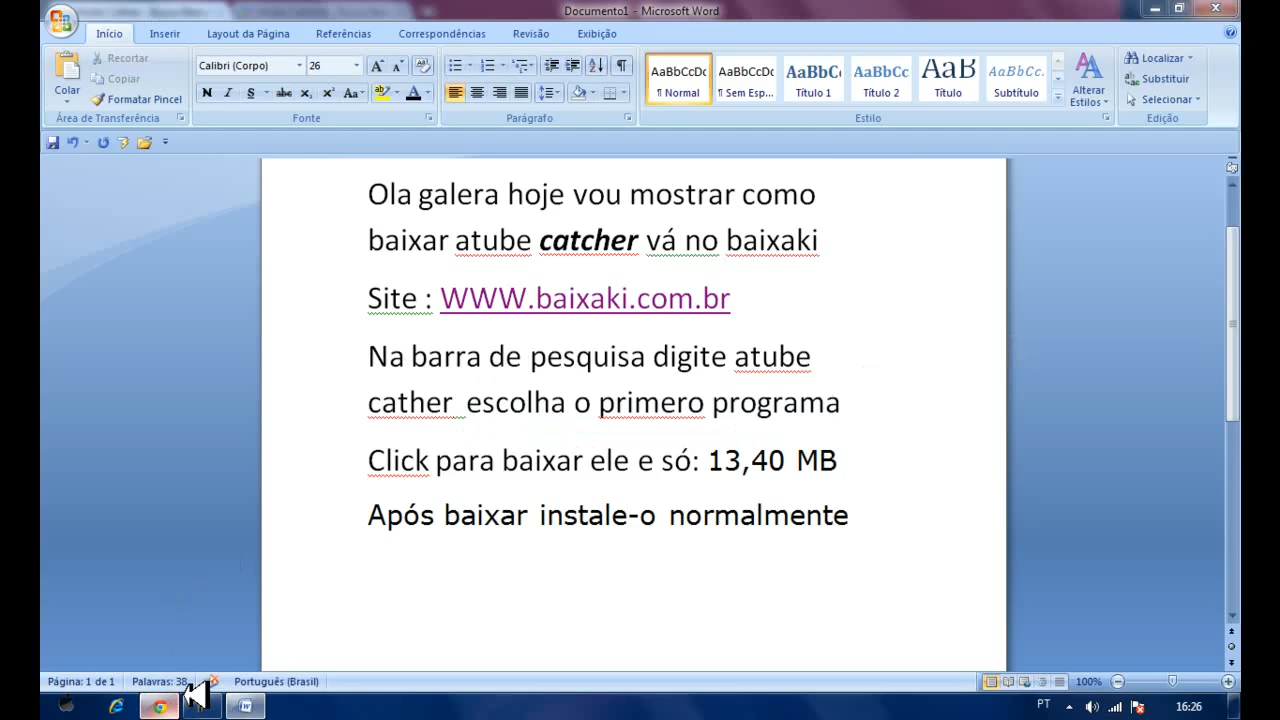 Documento1 - Microsoft Word
Início Inserir Layout da Página Referências Correspondências Revisão Exibição
Colar
Recortar
Copiar
Formatar Pincel
Área de Transferência
Calibri (Corpo) 26
N I S abc x₂ x² Aa A
Fonte
Parágrafo
AaBbCcDc AaBbCcDc AaBbC AaBbCc AaB AaBbCc.
¶ Normal ¶ Sem Esp... Título 1 Título 2 Título Subtítulo
Estilo
Alterar
Estilos
Localizar
Substituir
Selecionar
Edição
Ola galera hoje vou mostrar como
baixar atube catcher vá no baixaki
Site : WWW.baixaki.com.br
Na barra de pesquisa digite atube
cather escolha o primero programa
Click para baixar ele e só: 13,40 MB
Após baixar instale-o normalmente
Página: 1 de 1 Palavras: 38 Português (Brasil) 100%
PT 16:26